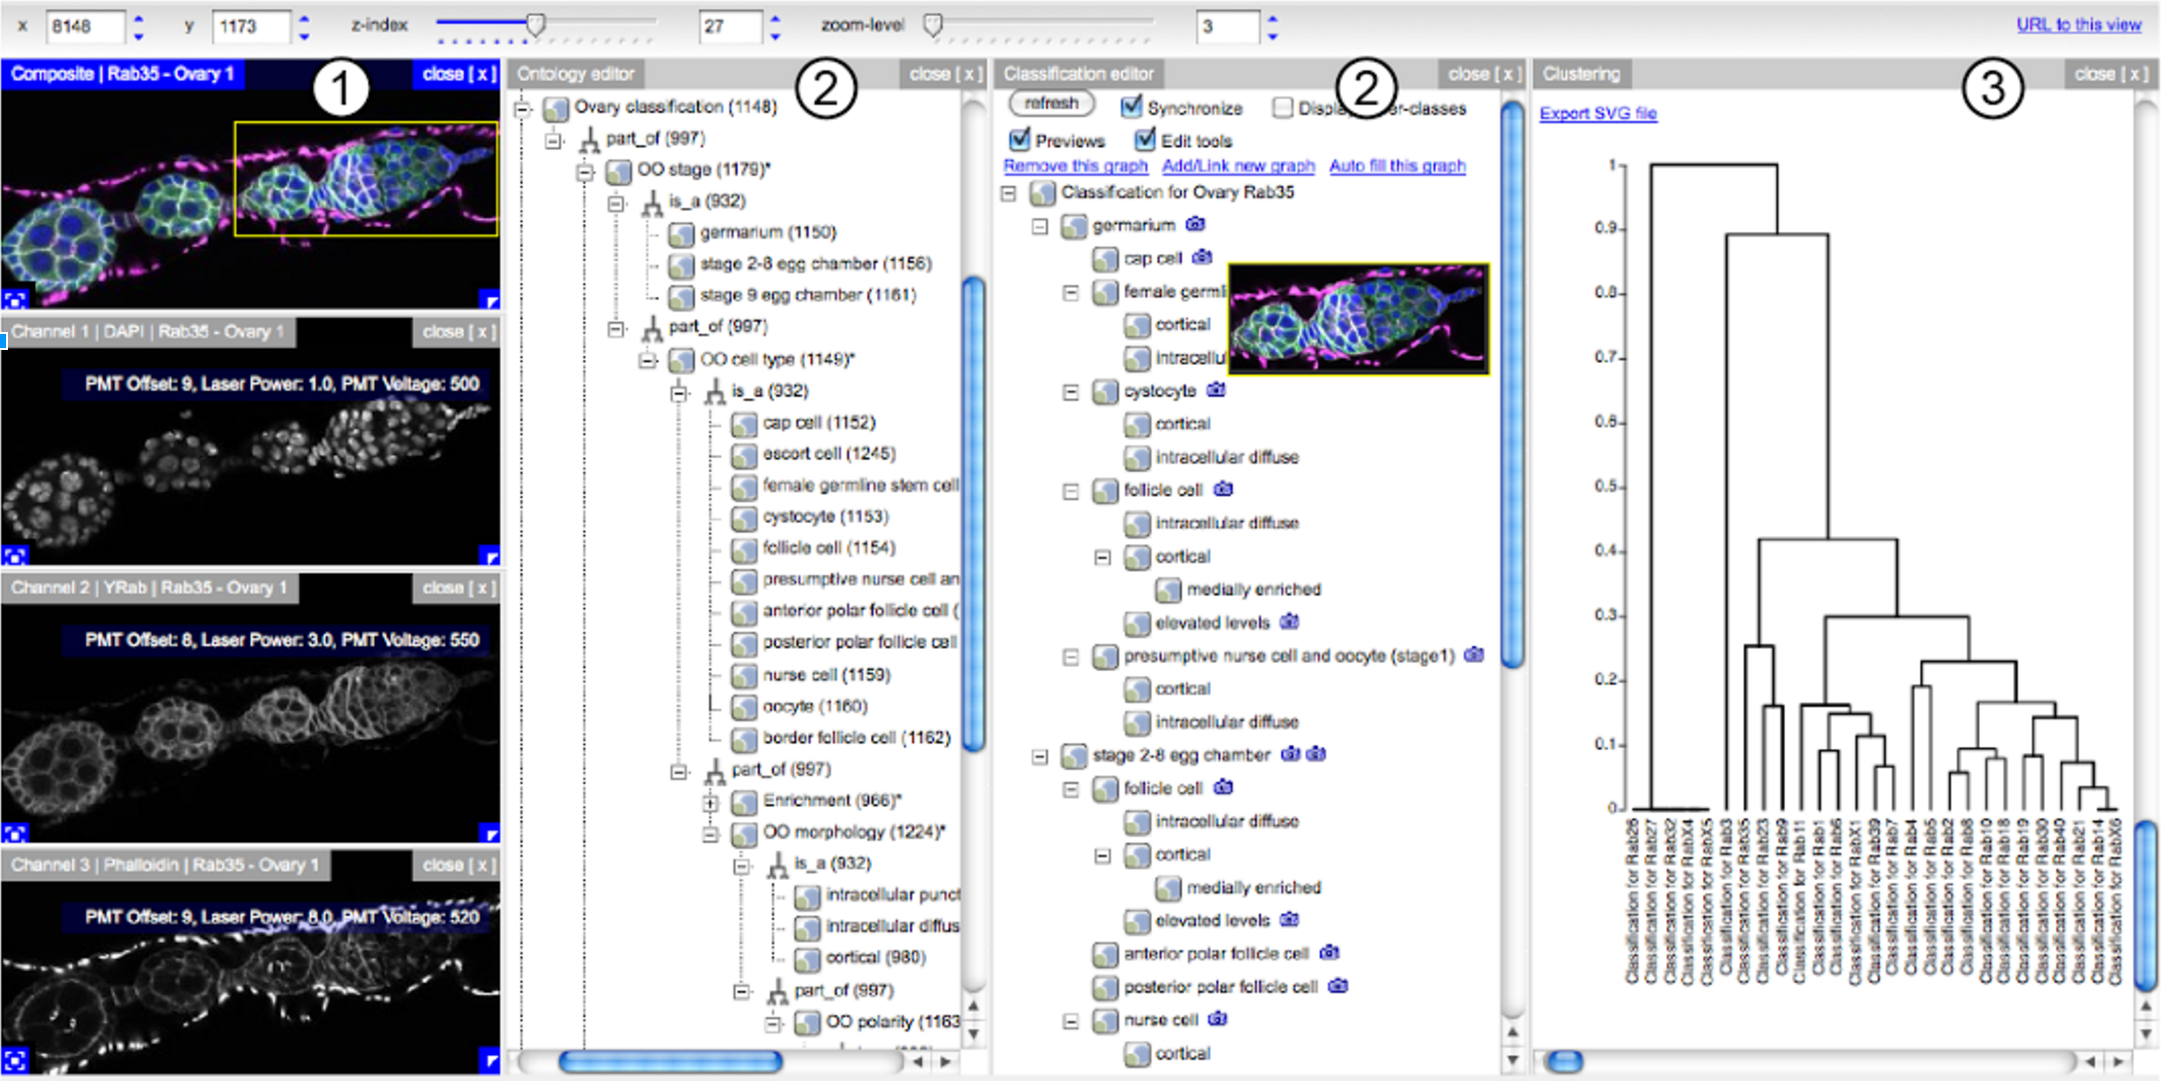 x 8148 y 1173 z-index 27 zoom-level 3 URL to this view
Composite | Rab35 - Ovary 1 close [ x ]
1
Channel 1 | DAPI | Rab35 - Ovary 1 close [ x ]
PMT Offset: 9, Laser Power: 1.0, PMT Voltage: 500
Channel 2 | YRab | Rab35 - Ovary 1 close [ x ]
PMT Offset: 8, Laser Power: 3.0, PMT Voltage: 550
Channel 3 | Phalloidin | Rab35 - Ovary 1 close [ x ]
PMT Offset: 9, Laser Power: 8.0, PMT Voltage: 520
Ontology editor close [ x ]
2
Ovary classification (1148)
part_of (997)
OO stage (1179)*
is_a (932)
germarium (1150)
stage 2-8 egg chamber (1156)
stage 9 egg chamber (1161)
part_of (997)
OO cell type (1149)*
is_a (932)
cap cell (1152)
escort cell (1245)
female germline stem cell
cystocyte (1153)
follicle cell (1154)
presumptive nurse cell an
anterior polar follicle cell (
posterior polar follicle cell
nurse cell (1159)
oocyte (1160)
border follicle cell (1162)
part_of (997)
Enrichment (966)*
OO morphology (1224)*
is_a (932)
intracellular punct
intracellular diffus
cortical (980)
part_of (997)
OO polarity (1163
Classification editor close [ x ]
2
refresh Synchronize Displ er-classes
Previews Edit tools
Remove this graph Add/Link new graph Auto fill this graph
Classification for Ovary Rab35
germarium
cap cell
female germli
cortical
intracellu
cystocyte
cortical
intracellular diffuse
follicle cell
intracellular diffuse
cortical
medially enriched
elevated levels
presumptive nurse cell and oocyte (stage1)
cortical
intracellular diffuse
stage 2-8 egg chamber
follicle cell
intracellular diffuse
cortical
medially enriched
elevated levels
anterior polar follicle cell
posterior polar follicle cell
nurse cell
cortical
Clustering close [ x ]
3
Export SVG file
1
0.9
0.8
0.7
0.6
0.5
0.4
0.3
0.2
0.1
0
Classification for Rab26
Classification for Rab27
Classification for Rab32
Classification for RabX4
Classification for RabX5
Classification for Rab3
Classification for Rab35
Classification for Rab23
Classification for Rab9
Classification for Rab11
Classification for Rab1
Classification for Rab6
Classification for RabX1
Classification for Rab39
Classification for Rab7
Classification for Rab4
Classification for Rab5
Classification for Rab2
Classification for Rab8
Classification for Rab10
Classification for Rab18
Classification for Rab19
Classification for Rab30
Classification for Rab40
Classification for Rab21
Classification for Rab14
Classification for RabX6